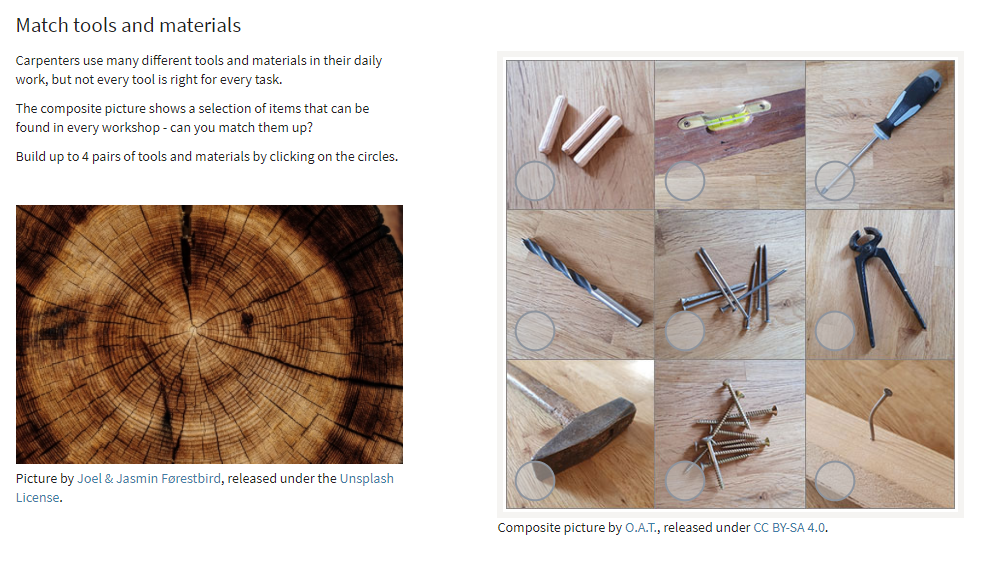 Match tools and materials
Carpenters use many different tools and materials in their daily
work, but not every tool is right for every task.
The composite picture shows a selection of items that can be
found in every workshop - can you match them up?
Build up to 4 pairs of tools and materials by clicking on the circles.
Picture by Joel & Jasmin Førestbird, released under the Unsplash
License.
Composite picture by O.A.T., released under CC BY-SA 4.0.